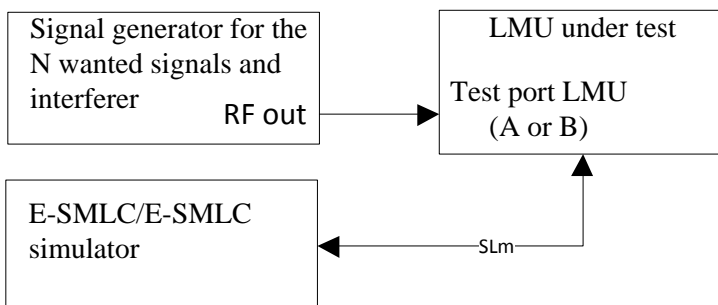 Signal generator for the
N wanted signals and
interferer
RF out
LMU under test
Test port LMU
(A or B)
E-SMLC/E-SMLC
simulator
SLm